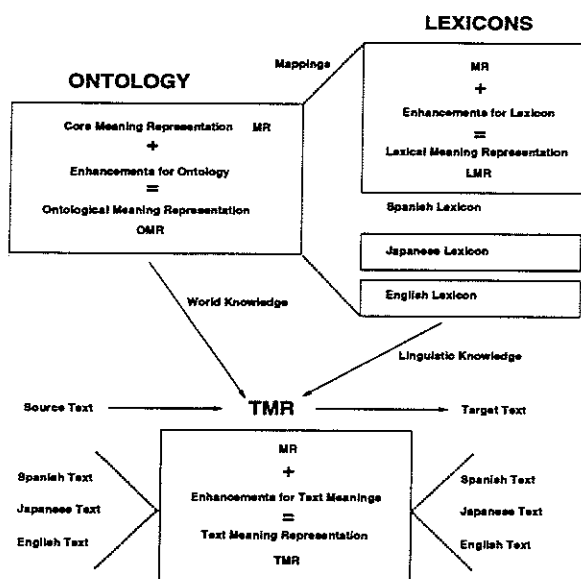 LEXICONS
ONTOLOGY
Mappings
MR
+
Enhancements for Lexicon
=
Lexical Meaning Representation
LMR
Core Meaning Representation MR
+
Enhancements for Ontology
=
Ontological Meaning Representation
OMR
Spanish Lexicon
Japanese Lexicon
English Lexicon
World Knowledge
Linguistic Knowledge
Source Text
TMR
Target Text
MR
+
Enhancements for Text Meanings
=
Text Meaning Representation
TMR
Spanish Text
Japanese Text
English Text
Spanish Text
Japanese Text
English Text